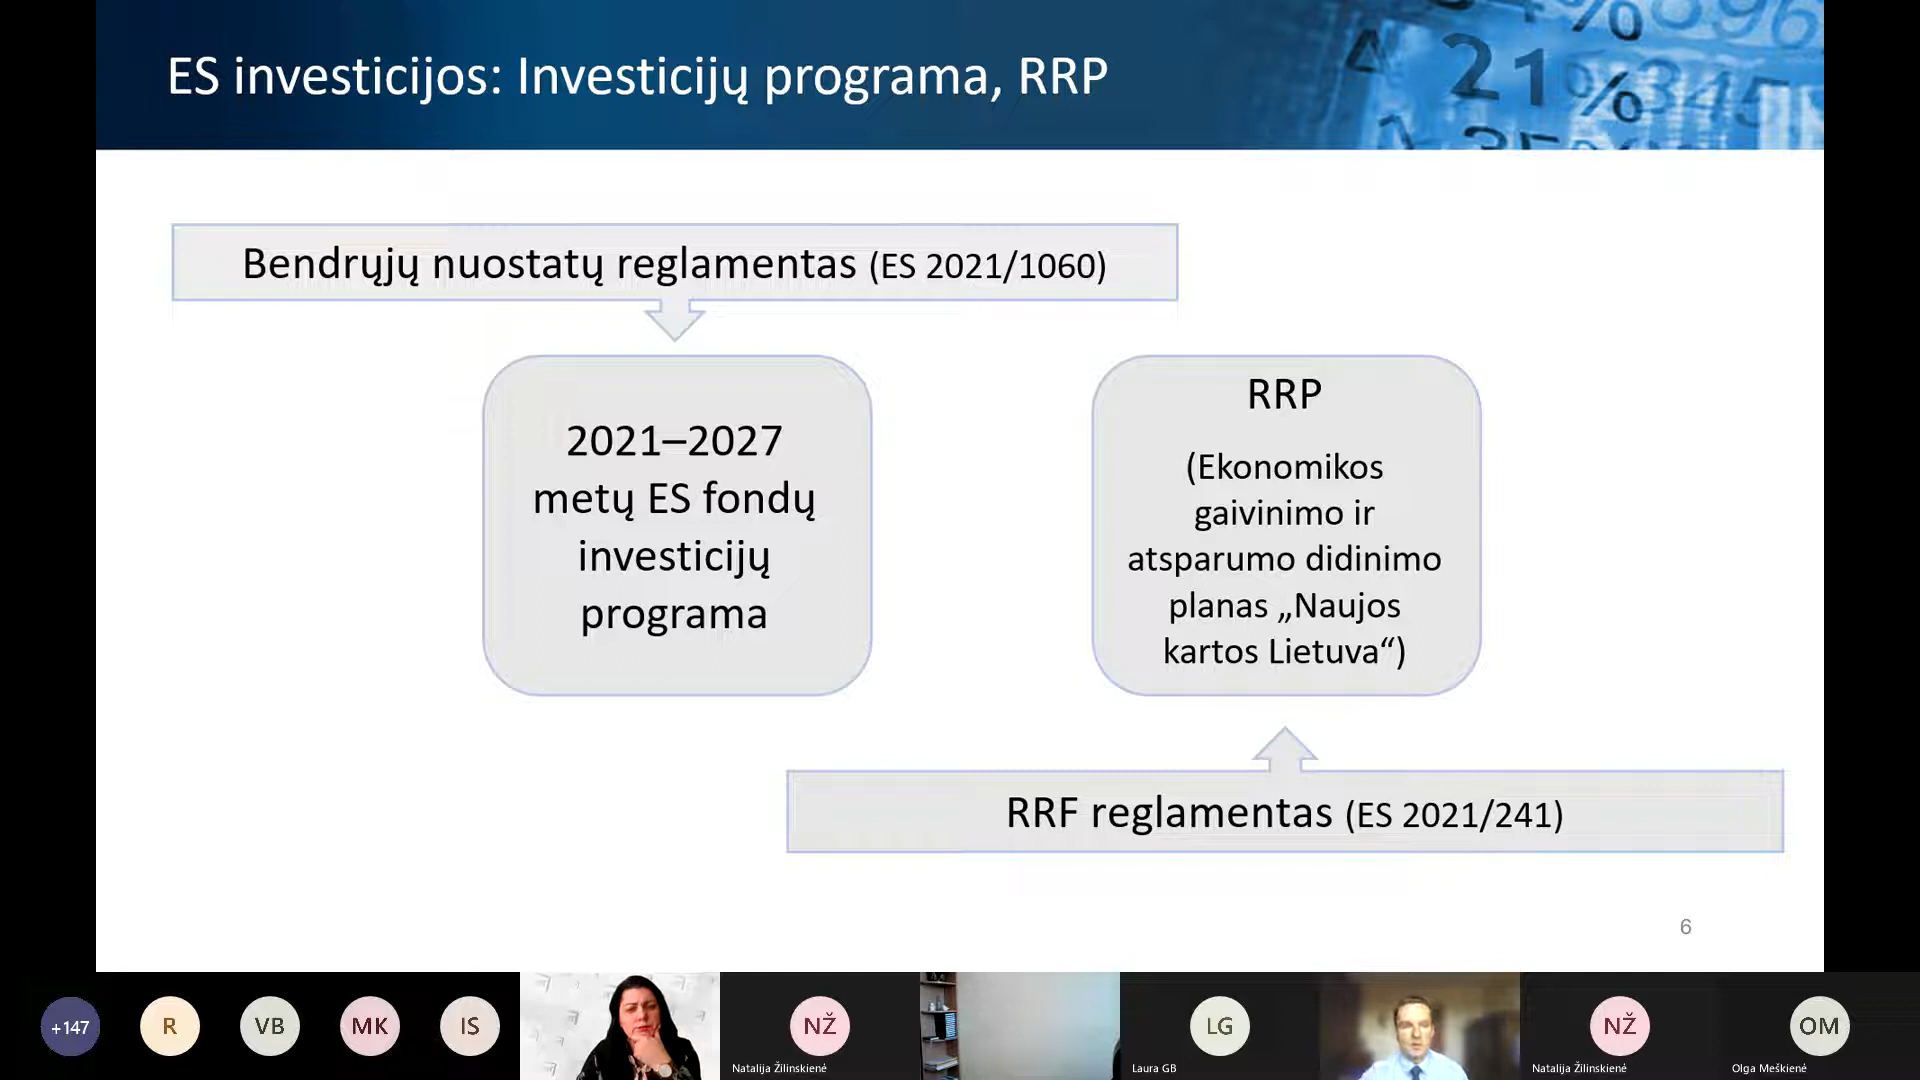 ES investicijos: Investicijų programa, RRP
Bendrųjų nuostatų reglamentas (ES 2021/1060)
2021–2027
metų ES fondų
investicijų
programa
RRP
(Ekonomikos
gaivinimo ir
atsparumo didinimo
planas „Naujos
kartos Lietuva“)
RRF reglamentas (ES 2021/241)
6
+147
R
VB
MK
IS
NŽ
Natalija Žilinskienė
LG
Laura GB
NŽ
Natalija Žilinskienė
OM
Olga Meškienė